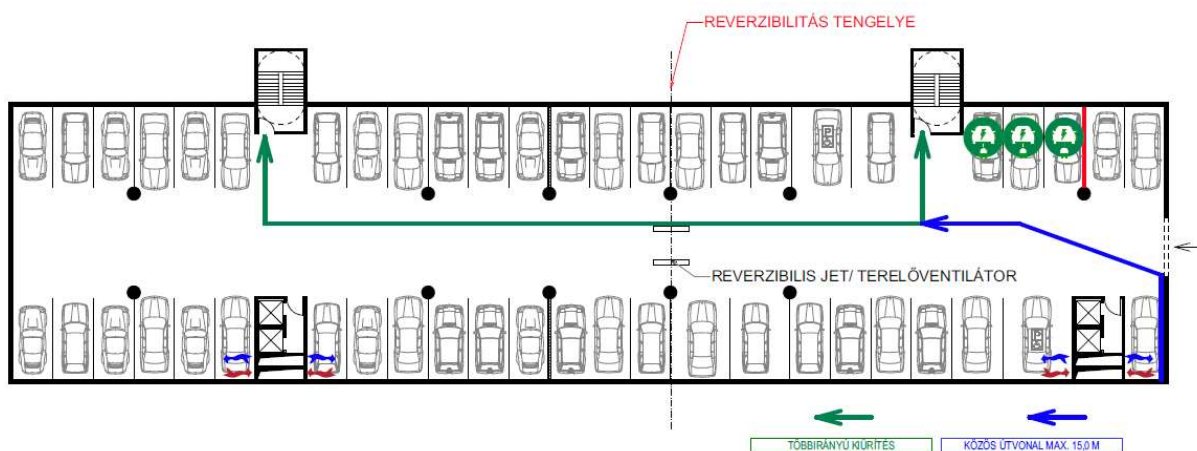 REVERZIBILITÁS TENGELYE
REVERZIBILIS JET/ TERELŐVENTILÁTOR
TÖBBIRÁNYÚ KIÜRÍTÉS
KÖZÖS ÚTVONAL MAX. 15,0 M